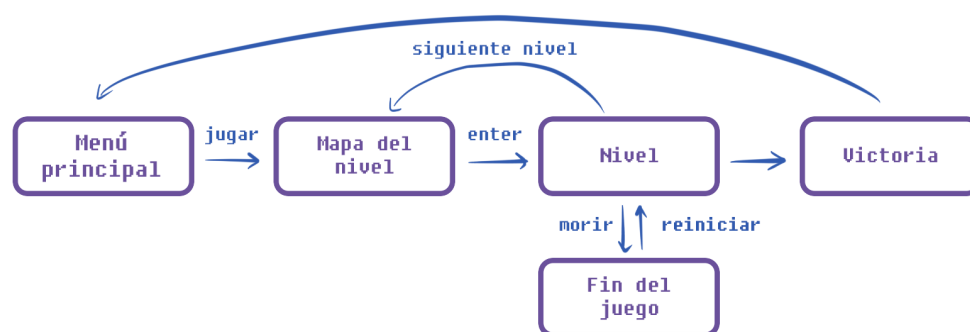 siguiente nivel
Menú
principal
jugar
Mapa del
nivel
enter
Nivel
Victoria
morir
reiniciar
Fin del
juego